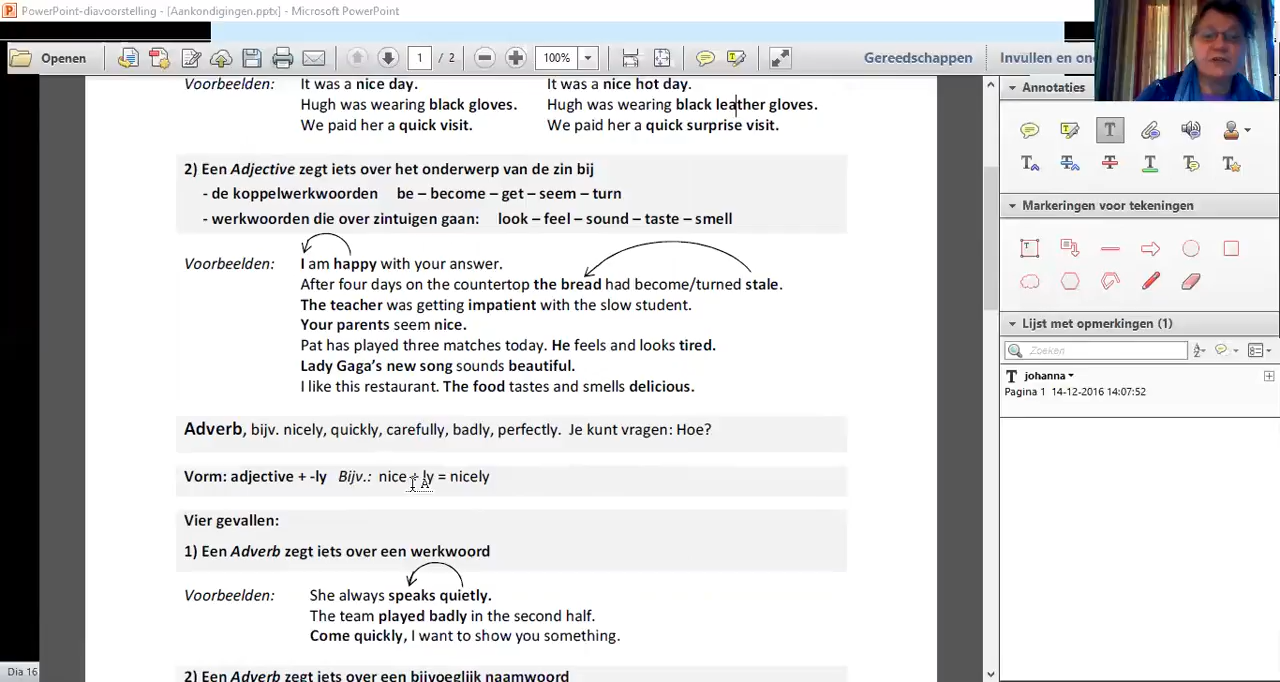 PowerPoint-diavoorstelling - [Aankondigingen.pptx] - Microsoft PowerPoint
Openen 1 / 2 100% Gereedschappen Invullen en on
Voorbeelden: It was a nice day. It was a nice hot day.
Hugh was wearing black gloves. Hugh was wearing black leather gloves.
We paid her a quick visit. We paid her a quick surprise visit.
2) Een Adjective zegt iets over het onderwerp van de zin bij
- de koppelwerkwoorden be – become – get – seem – turn
- werkwoorden die over zintuigen gaan: look – feel – sound – taste – smell
Voorbeelden: I am happy with your answer.
After four days on the countertop the bread had become/turned stale.
The teacher was getting impatient with the slow student.
Your parents seem nice.
Pat has played three matches today. He feels and looks tired.
Lady Gaga's new song sounds beautiful.
I like this restaurant. The food tastes and smells delicious.
Adverb, bijv. nicely, quickly, carefully, badly, perfectly. Je kunt vragen: Hoe?
Vorm: adjective + -ly Bijv.: nice + ly = nicely
Vier gevallen:
1) Een Adverb zegt iets over een werkwoord
Voorbeelden: She always speaks quietly.
The team played badly in the second half.
Come quickly, I want to show you something.
2) Een Adverb zegt iets over een bijvoeglijk naamwoord
Dia 16
Annotaties
Markeringen voor tekeningen
Lijst met opmerkingen (1)
Zoeken
johanna
Pagina 1 14-12-2016 14:07:52